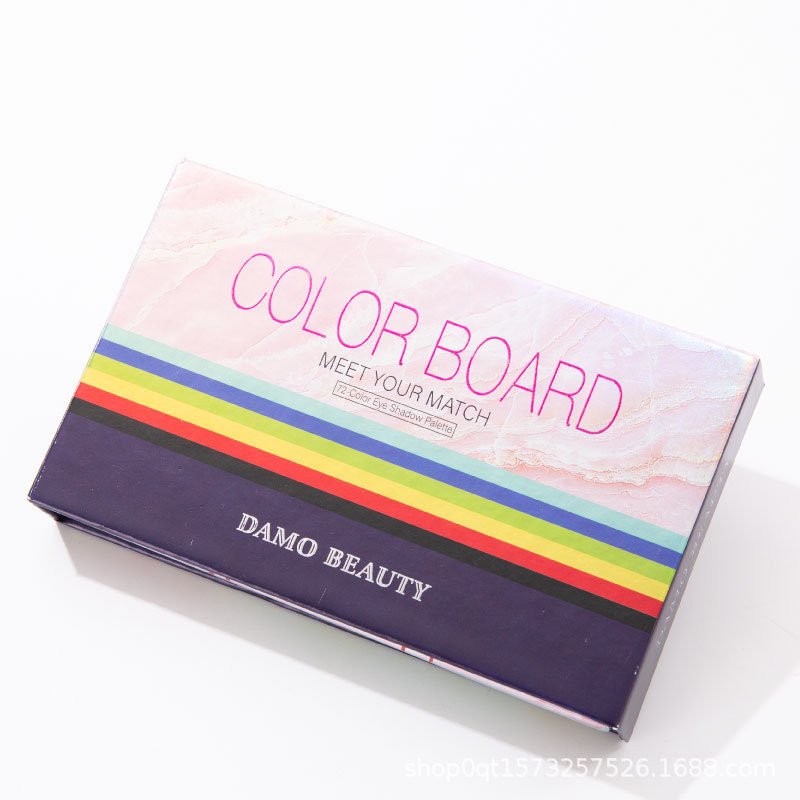 COLOR BOARD
MEET YOUR MATCH
72-Color Eye Shadow Palette
DAMO BEAUTY
shop0qt1573257526.1688.com